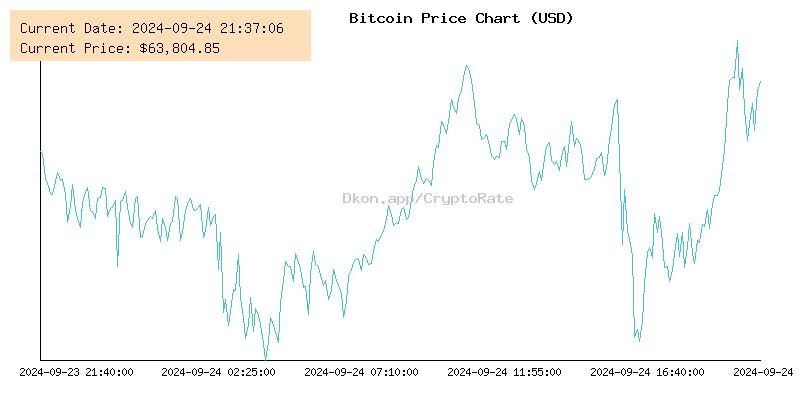 Bitcoin Price Chart (USD)
Current Date: 2024-09-24 21:37:06
Current Price: $63,804.85
Dkon.app/CryptoRate
2024-09-23 21:40:00 2024-09-24 02:25:00 2024-09-24 07:10:00 2024-09-24 11:55:00 2024-09-24 16:40:00 2024-09-24